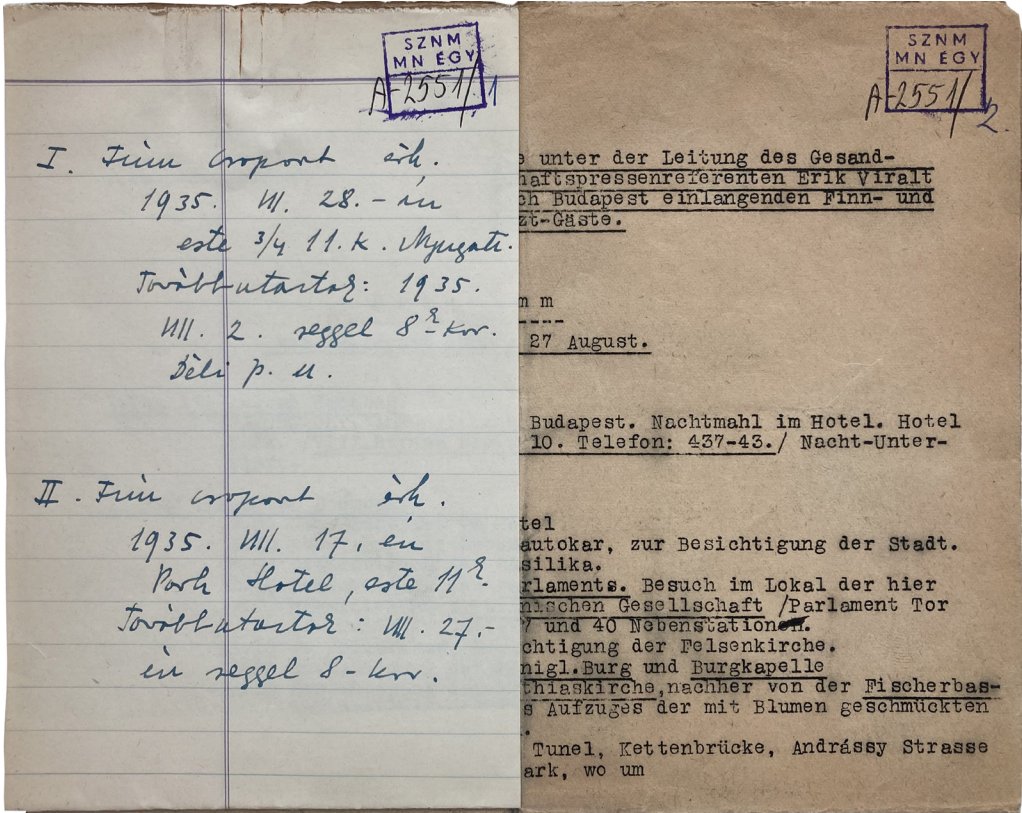 SZNM
MN EGY
A-2551/1
I. Finn csoport érk.
1935. VII. 28.-án
este 3/4 11. k. Nyugati.
Továbbutaztak: 1935.
VIII. 2. reggel 8 kor.
Déli p. u.
II. Finn csoport érk.
1935. VIII. 17. én
Park Hotel, este 11
Továbbutaztak: VIII. 27.-
én reggel 8-kor.
SZNM
MN EGY
A-2551/2.
e unter der Leitung des Gesand-
haftspressenreferenten Erik Viralt
ch Budapest einlangenden Finn- und
zt-Gäste.
n m
----
27 August.
Budapest. Nachtmahl im Hotel. Hotel
10. Telefon: 437-43./ Nacht-Unter-
tel
autokar, zur Besichtigung der Stadt.
silika.
rlaments. Besuch im Lokal der hier
nischen Gesellschaft /Parlament Tor
7 und 40 Nebenstationen.
chtigung der Felsenkirche.
nigl.Burg und Burgkapelle
thiaskirche,nachher von der Fischerbas-
s Aufzuges der mit Blumen geschmückten
.
Tunel, Kettenbrücke, Andrássy Strasse
ark, wo um